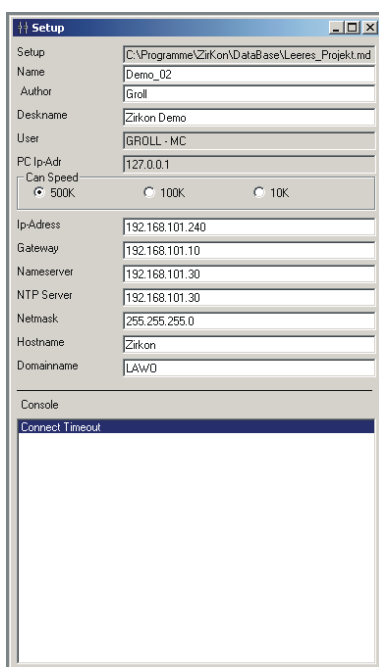 Setup
Setup C:\Programme\ZirKon\DataBase\Leeres_Projekt.md
Name Demo_02
Author Groll
Deskname Zirkon Demo
User GROLL - MC
PC Ip-Adr 127.0.0.1
Can Speed
500K 100K 10K
Ip-Adress 192.168.101.240
Gateway 192.168.101.10
Nameserver 192.168.101.30
NTP Server 192.168.101.30
Netmask 255.255.255.0
Hostname Zirkon
Domainname LAWO
Console
Connect Timeout